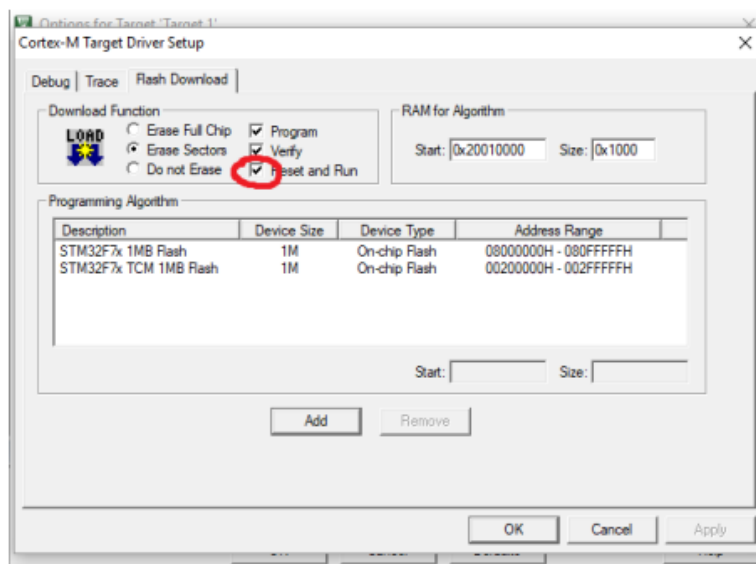 Options for Target 'Target 1'
Cortex-M Target Driver Setup
Debug
Trace
Flash Download
Download Function
LOAD
Erase Full Chip
Erase Sectors
Do not Erase
Program
Verify
Reset and Run
RAM for Algorithm
Start: 0x20010000
Size: 0x1000
Programming Algorithm
Description Device Size Device Type Address Range
STM32F7x 1MB Flash 1M On-chip Flash 08000000H - 080FFFFFH
STM32F7x TCM 1MB Flash 1M On-chip Flash 00200000H - 002FFFFFH
Start:
Size:
Add
Remove
OK
Cancel
Apply